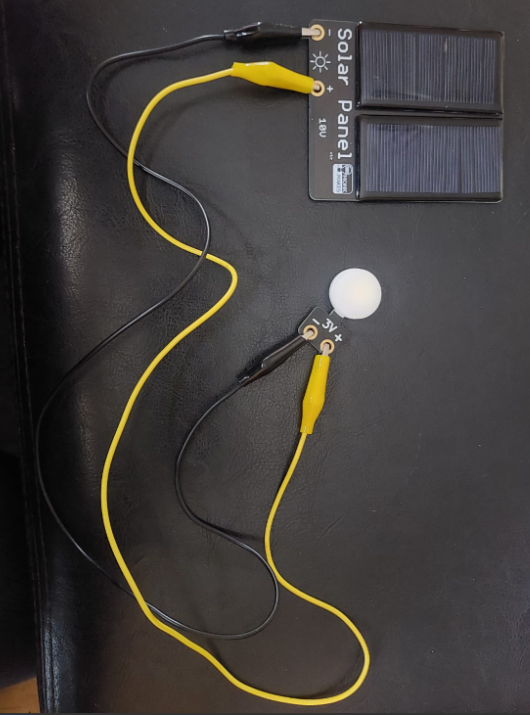 -
+
Solar Panel
10V
- 3V +